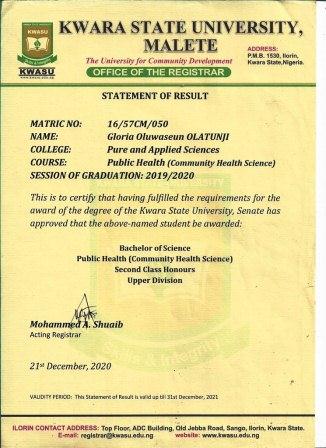 KWARA STATE UNIVERSITY,
MALETE
KWASU
The University for Community Development
OFFICE OF THE REGISTRAR
ADDRESS:
P.M.B. 1530, Ilorin,
Kwara State, Nigeria.
STATEMENT OF RESULT
MATRIC NO: 16/57CM/050
NAME: Gloria Oluwaseun OLATUNJI
COLLEGE: Pure and Applied Sciences
COURSE: Public Health (Community Health Science)
SESSION OF GRADUATION: 2019/2020
This is to certify that having fulfilled the requirements for the
award of the degree of the Kwara State University, Senate has
approved that the above-named student be awarded:
Bachelor of Science
Public Health (Community Health Science)
Second Class Honours
Upper Division
Mohammed A. Shuaib
Acting Registrar
21st December, 2020
VALIDITY PERIOD: This Statement of Result is valid up till 31st December, 2021
ILORIN CONTACT ADDRESS: Top Floor, ADC Building, Old Jebba Road, Sango, Ilorin, Kwara State.
E-mail: registrar@kwasu.edu.ng website: www.kwasu.edu.ng